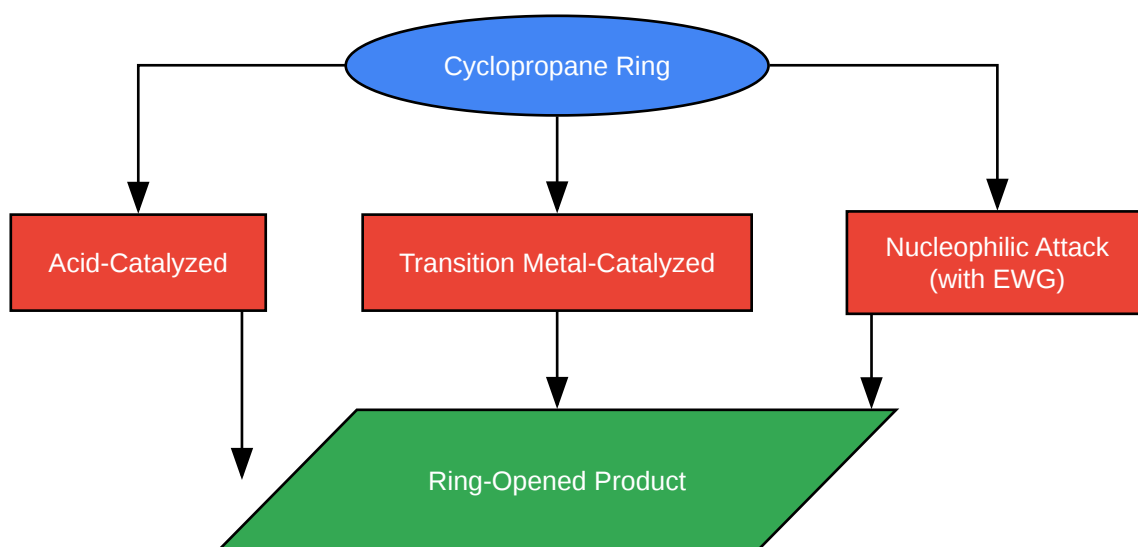 Cyclopropane Ring
Acid-Catalyzed
Transition Metal-Catalyzed
Nucleophilic Attack
(with EWG)
Ring-Opened Product